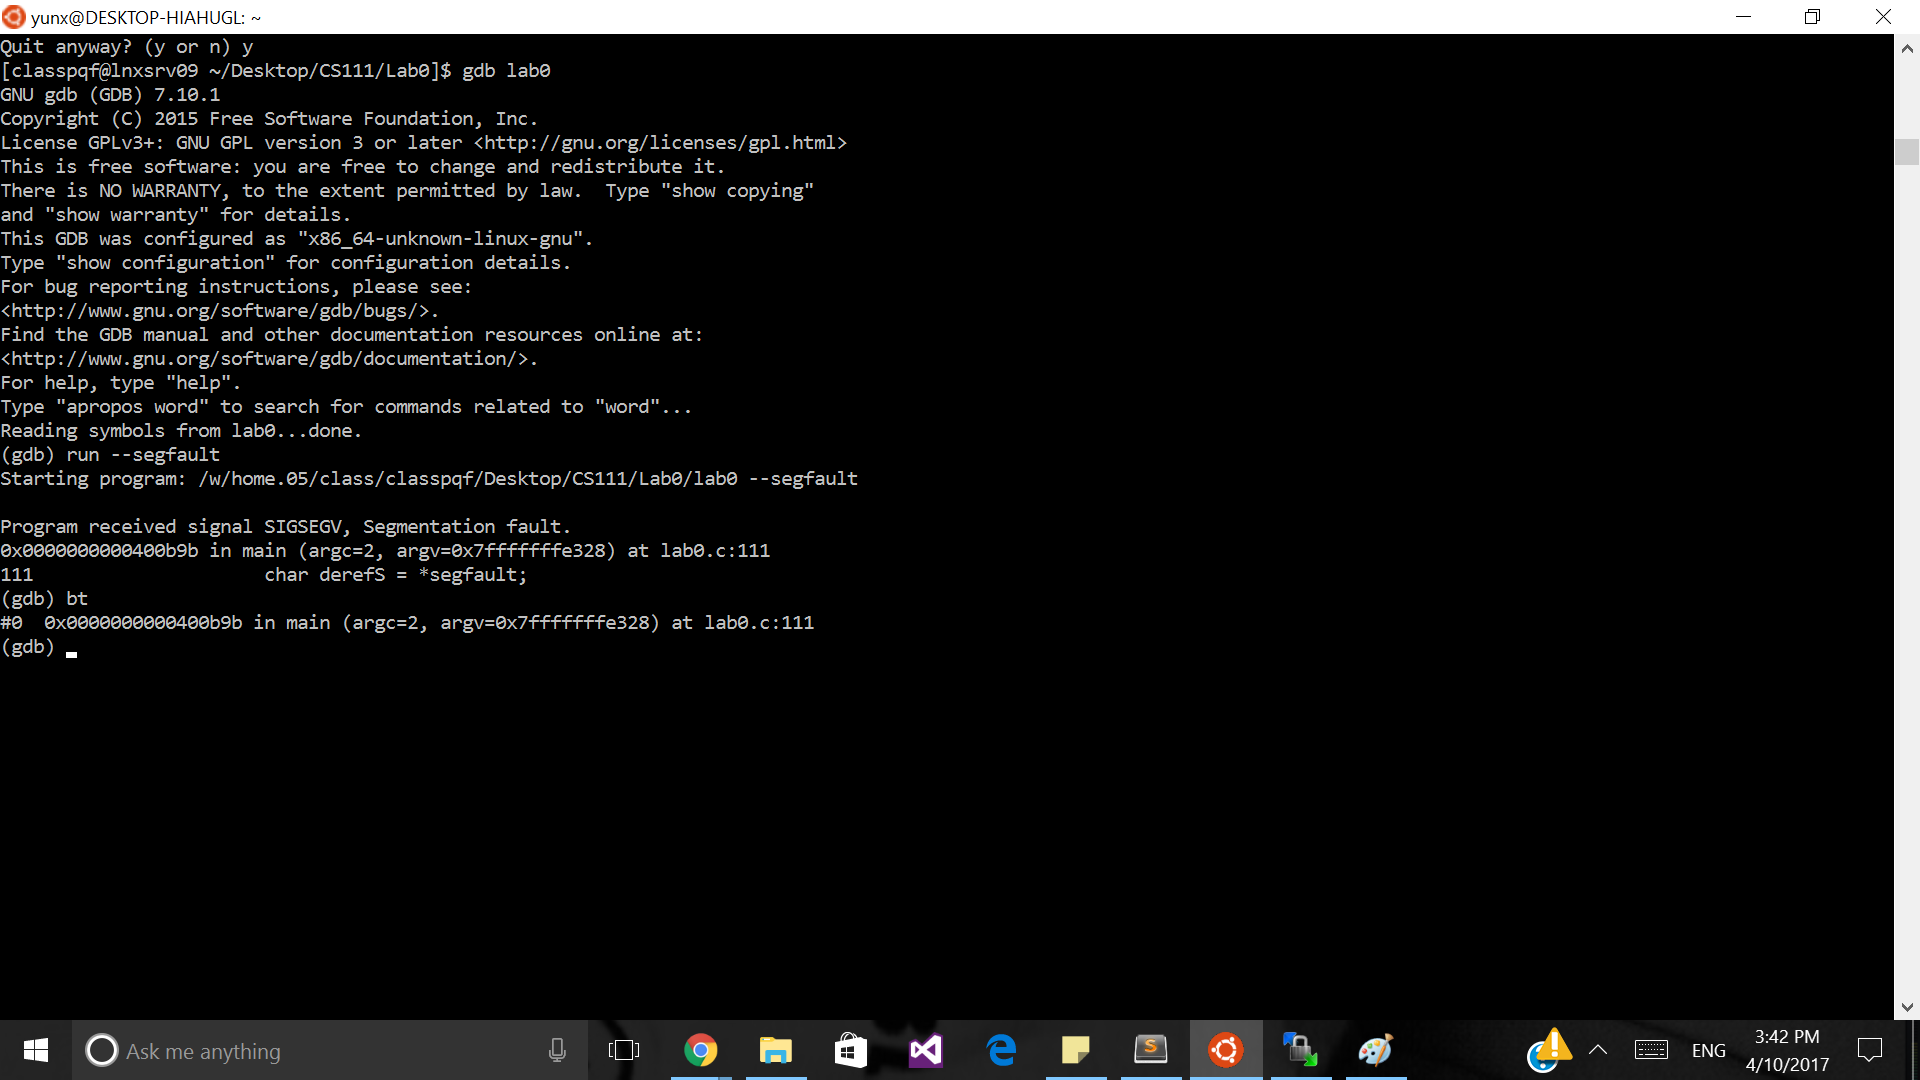 yunx@DESKTOP-HIAHUGL: ~
Quit anyway? (y or n) y
[classpqf@lnxsrv09 ~/Desktop/CS111/Lab0]$ gdb lab0
GNU gdb (GDB) 7.10.1
Copyright (C) 2015 Free Software Foundation, Inc.
License GPLv3+: GNU GPL version 3 or later <http://gnu.org/licenses/gpl.html>
This is free software: you are free to change and redistribute it.
There is NO WARRANTY, to the extent permitted by law.  Type "show copying"
and "show warranty" for details.
This GDB was configured as "x86_64-unknown-linux-gnu".
Type "show configuration" for configuration details.
For bug reporting instructions, please see:
<http://www.gnu.org/software/gdb/bugs/>.
Find the GDB manual and other documentation resources online at:
<http://www.gnu.org/software/gdb/documentation/>.
For help, type "help".
Type "apropos word" to search for commands related to "word"...
Reading symbols from lab0...done.
(gdb) run --segfault
Starting program: /w/home.05/class/classpqf/Desktop/CS111/Lab0/lab0 --segfault
Program received signal SIGSEGV, Segmentation fault.
0x0000000000400b9b in main (argc=2, argv=0x7fffffffe328) at lab0.c:111
111                     char derefS = *segfault;
(gdb) bt
#0  0x0000000000400b9b in main (argc=2, argv=0x7fffffffe328) at lab0.c:111
(gdb)
Ask me anything
S
ENG
3:42 PM
4/10/2017